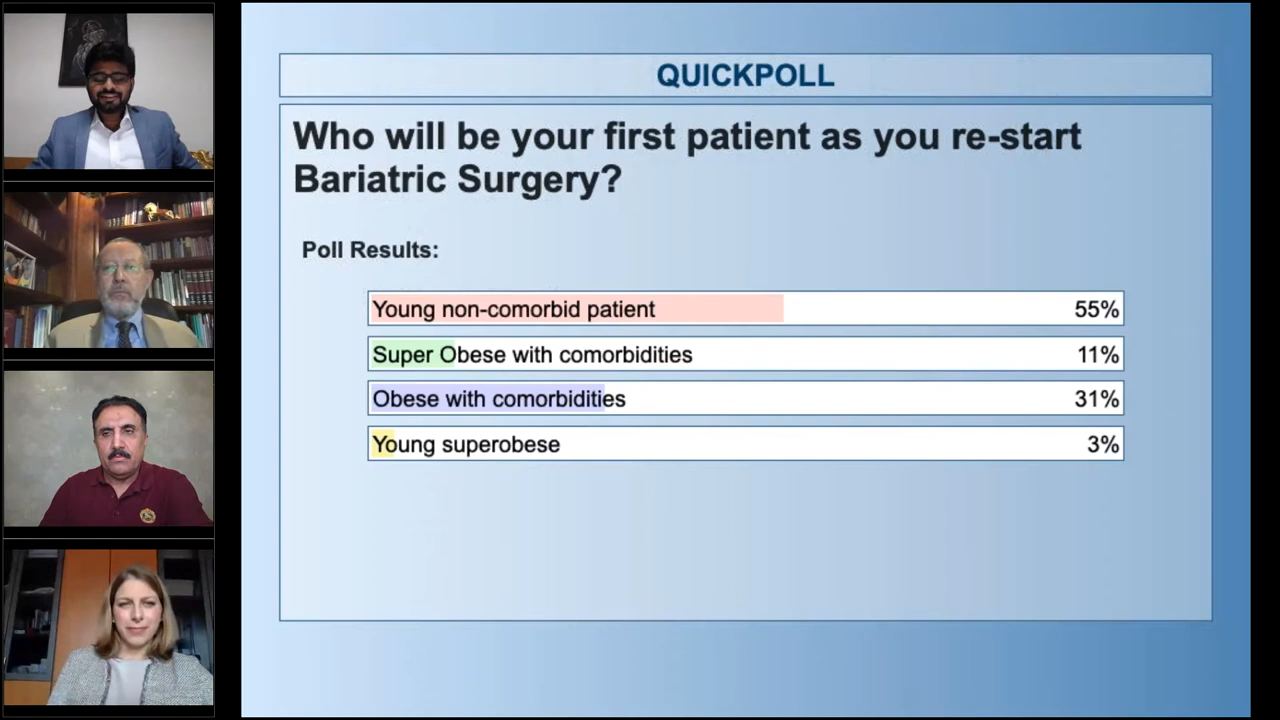 QUICKPOLL
Who will be your first patient as you re-start
Bariatric Surgery?
Poll Results:
Young non-comorbid patient 55%
Super Obese with comorbidities 11%
Obese with comorbidities 31%
Young superobese 3%